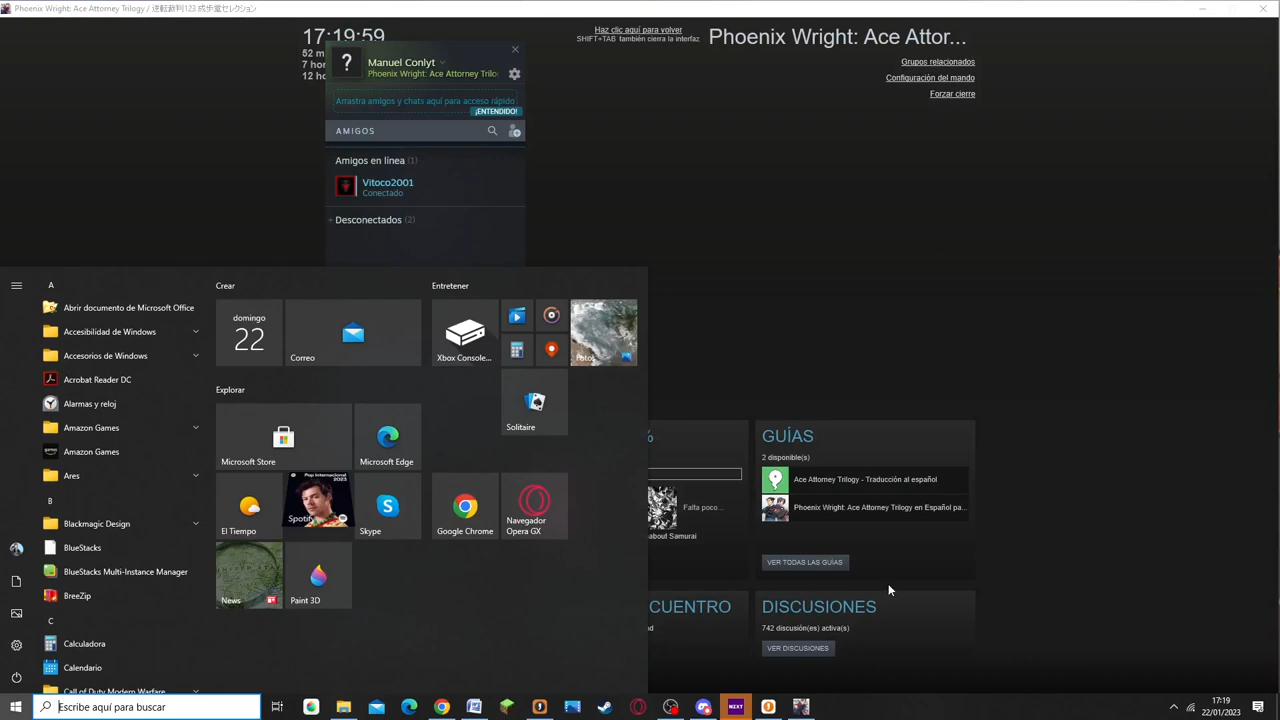 Phoenix Wright: Ace Attorney Trilogy / 逆転裁判123 成歩堂セレクション
17:19:59
52 m
7 hor
12 ho
Haz clic aquí para volver
SHIFT+TAB también cierra la interfaz
Phoenix Wright: Ace Attor...
Grupos relacionados
Configuración del mando
Forzar cierre
?
Manuel Conlyt
Phoenix Wright: Ace Attorney Trilo
Arrastra amigos y chats aquí para acceso rápido
¡ENTENDIDO!
AMIGOS
Amigos en línea (1)
Vitoco2001
Conectado
+ Desconectados (2)
A
Abrir documento de Microsoft Office
Accesibilidad de Windows
Accesorios de Windows
Acrobat Reader DC
Alarmas y reloj
Amazon Games
Amazon Games
Ares
B
Blackmagic Design
BlueStacks
BlueStacks Multi-Instance Manager
BreeZip
C
Calculadora
Calendario
Call of Duty Modern Warfare
Crear
domingo
22
Correo
Explorar
Microsoft Store
Microsoft Edge
El Tiempo
Pop Internacional
2023
Spotify
Skype
News
Paint 3D
Entretener
Xbox Console...
Fotos
Solitaire
Google Chrome
Navegador
Opera GX
%
Falta poco...
about Samurai
GUÍAS
2 disponible(s)
Ace Attorney Trilogy - Traducción al español
Phoenix Wright: Ace Attorney Trilogy en Español pa...
VER TODAS LAS GUÍAS
CUENTRO
DISCUSIONES
742 discusión(es) activa(s)
VER DISCUSIONES
Escribe aquí para buscar
NEXT
17:19
22/01/2023